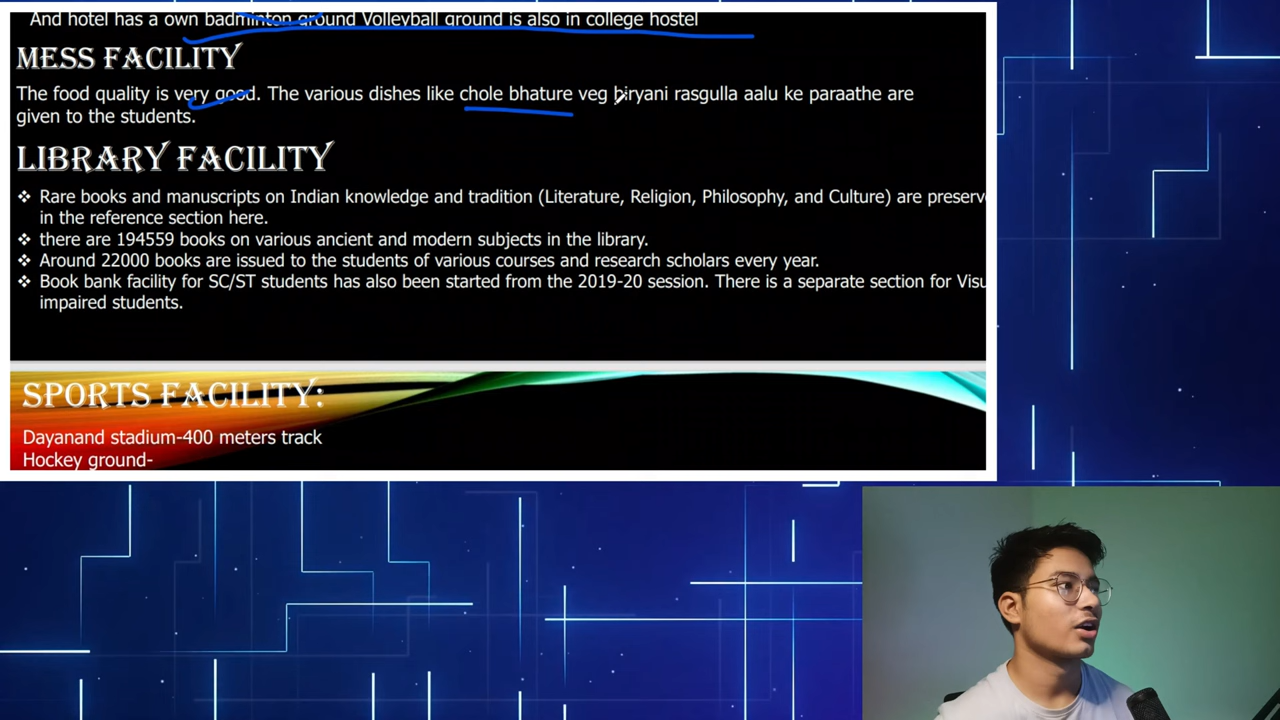 And hotel has a own badminton ground Volleyball ground is also in college hostel
MESS FACILITY
The food quality is very good. The various dishes like chole bhature veg biryani rasgulla aalu ke paraathe are
given to the students.
LIBRARY FACILITY
❖ Rare books and manuscripts on Indian knowledge and tradition (Literature, Religion, Philosophy, and Culture) are preserv
in the reference section here.
❖ there are 194559 books on various ancient and modern subjects in the library.
❖ Around 22000 books are issued to the students of various courses and research scholars every year.
❖ Book bank facility for SC/ST students has also been started from the 2019-20 session. There is a separate section for Visu
impaired students.
SPORTS FACILITY:
Dayanand stadium-400 meters track
Hockey ground-